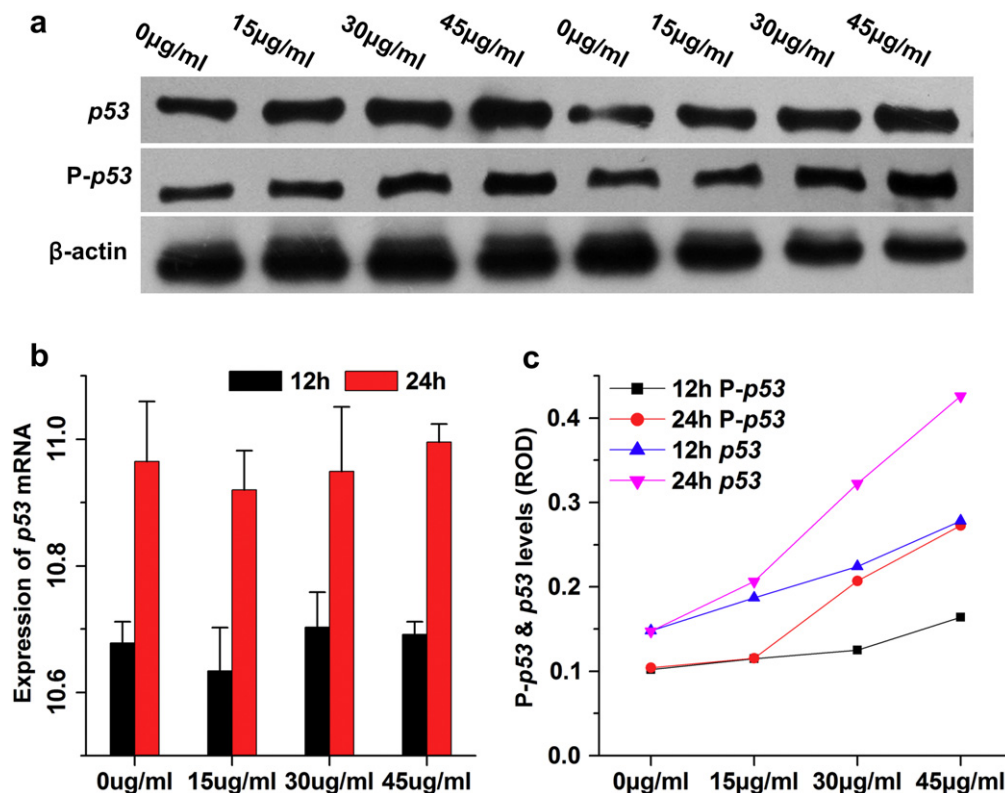 a
0µg/ml 15µg/ml 30µg/ml 45µg/ml 0µg/ml 15µg/ml 30µg/ml 45µg/ml
p53
P-p53
β-actin
b
12h 24h
Expression of p53 mRNA
11.0
10.8
10.6
0ug/ml 15ug/ml 30ug/ml 45ug/ml
c
12h P-p53
24h P-p53
12h p53
24h p53
P-p53 & p53 levels (ROD)
0.4
0.3
0.2
0.1
0.0
0µg/ml 15µg/ml 30µg/ml 45µg/ml